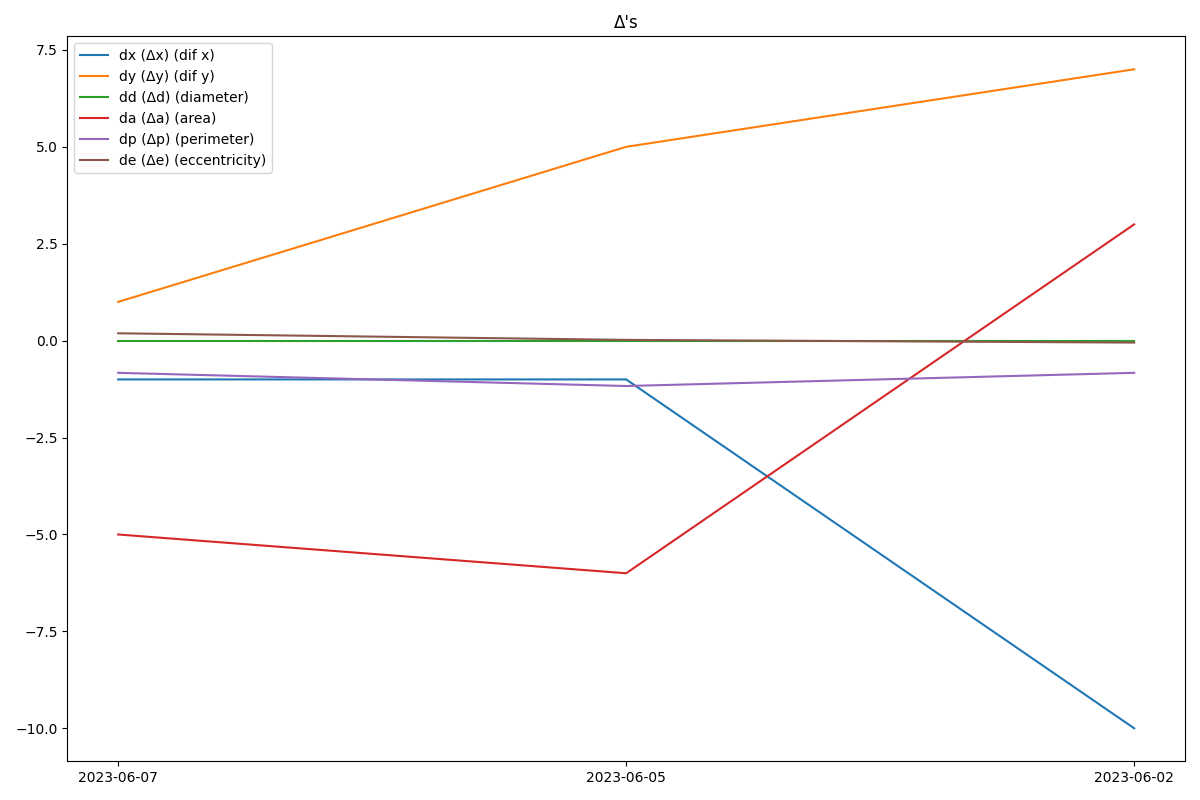 Δ's
dx (Δx) (dif x)
dy (Δy) (dif y)
dd (Δd) (diameter)
da (Δa) (area)
dp (Δp) (perimeter)
de (Δe) (eccentricity)
7.5
5.0
2.5
0.0
−2.5
−5.0
−7.5
−10.0
2023-06-07 2023-06-05 2023-06-02